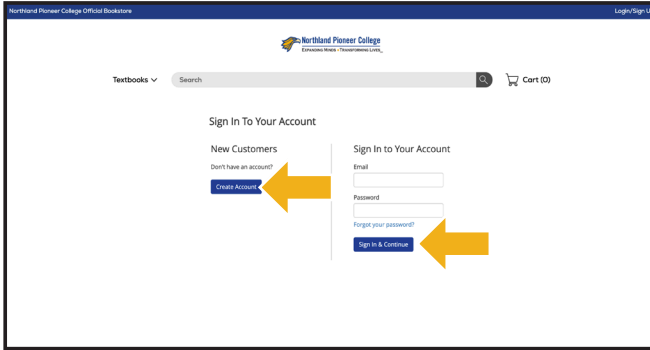 Northland Pioneer College Official Bookstore
Login/Sign U
Northland Pioneer College
Expanding Minds • Transforming Lives
Textbooks
Search
Cart (0)
Sign In To Your Account
New Customers
Don't have an account?
Create Account
Sign In to Your Account
Email
Password
Forgot your password?
Sign In & Continue